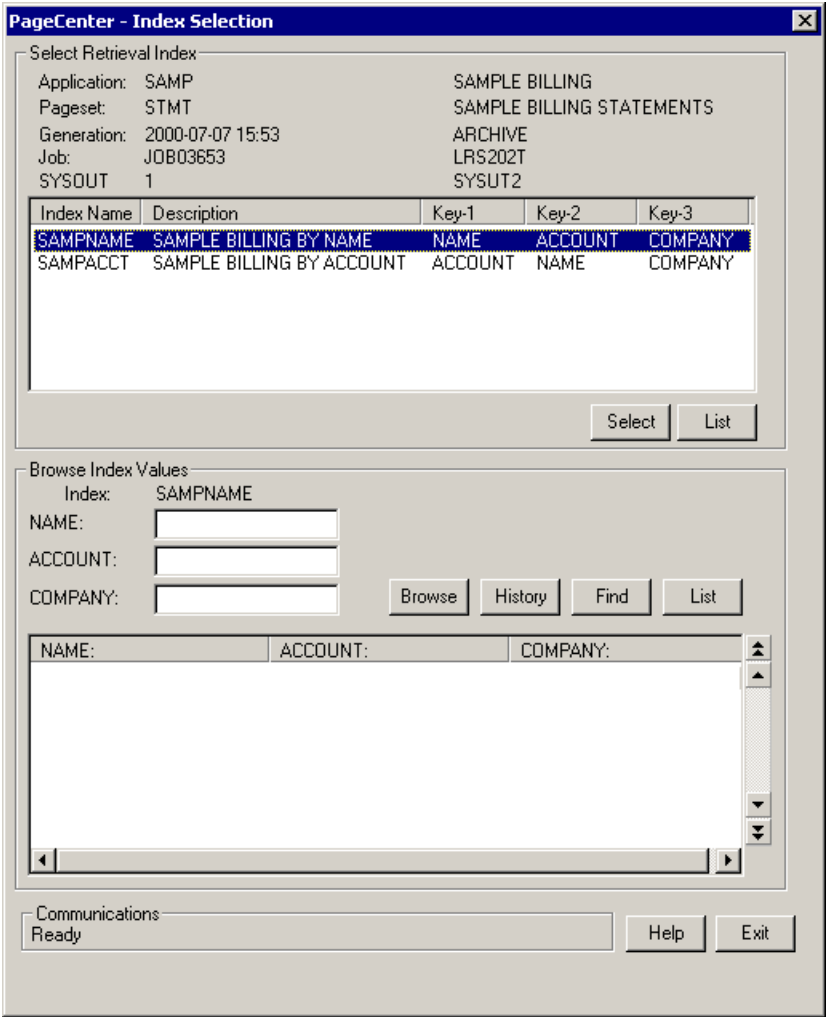 PageCenter - Index Selection
Select Retrieval Index
Application: SAMP SAMPLE BILLING
Pageset: STMT SAMPLE BILLING STATEMENTS
Generation: 2000-07-07 15:53 ARCHIVE
Job: JOB03653 LRS202T
SYSOUT 1 SYSUT2
Index Name Description Key-1 Key-2 Key-3
SAMPNAME SAMPLE BILLING BY NAME NAME ACCOUNT COMPANY
SAMPACCT SAMPLE BILLING BY ACCOUNT ACCOUNT NAME COMPANY
Select List
Browse Index Values
Index: SAMPNAME
NAME:
ACCOUNT:
COMPANY: Browse History Find List
NAME: ACCOUNT: COMPANY:
Communications
Ready Help Exit